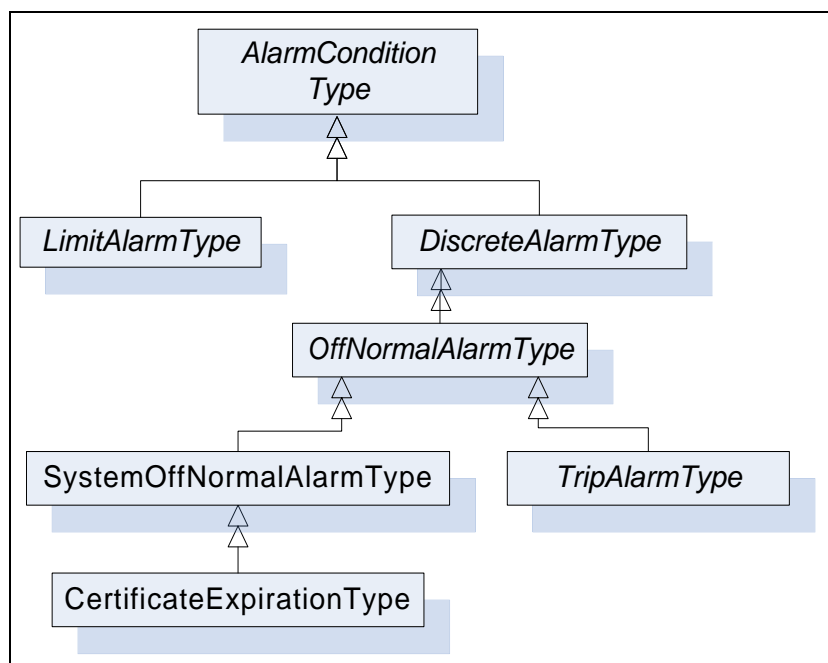 AlarmCondition
Type
LimitAlarmType
DiscreteAlarmType
OffNormalAlarmType
SystemOffNormalAlarmType
TripAlarmType
CertificateExpirationType